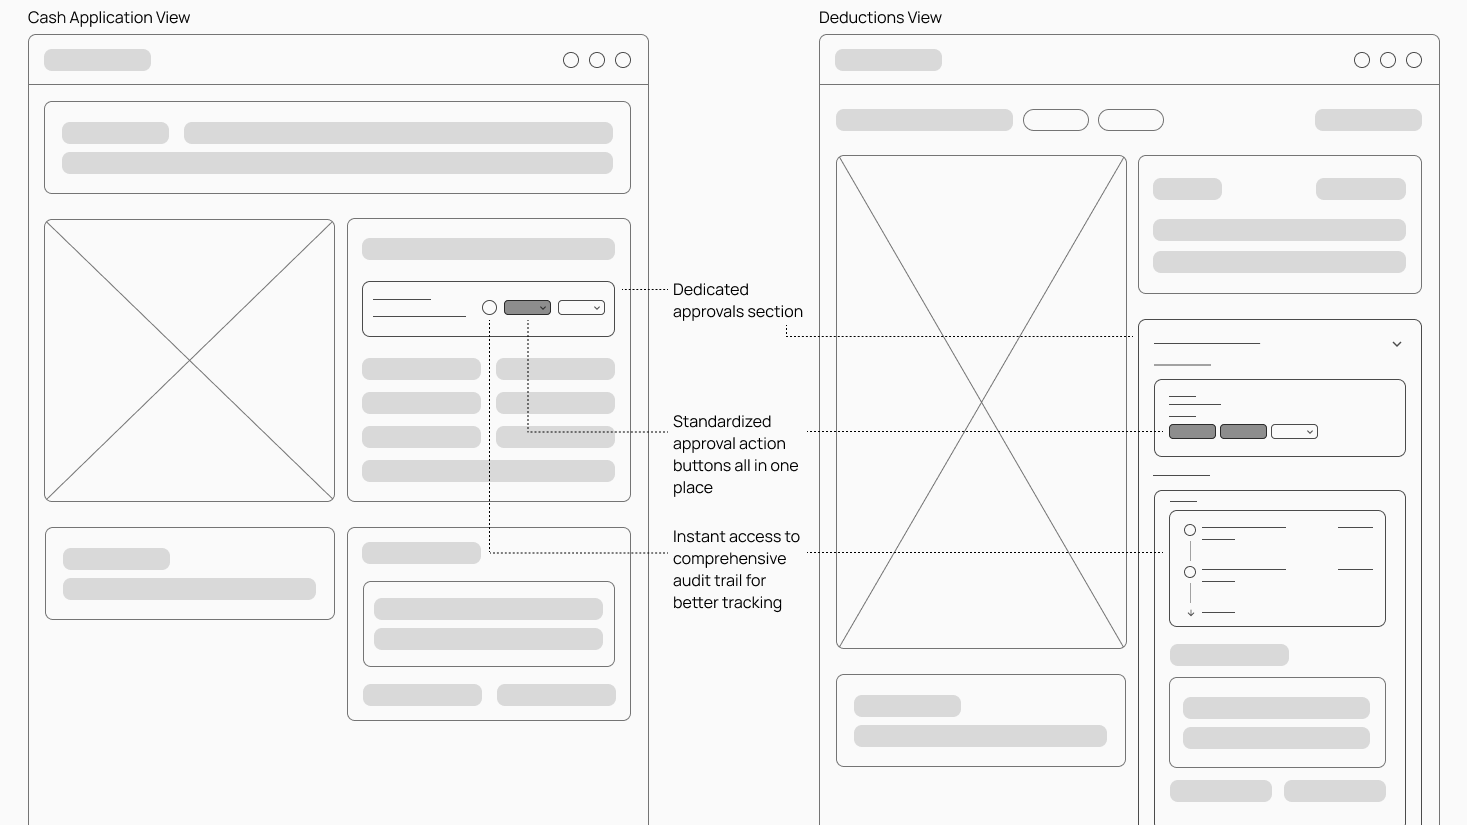 Cash Application View
Deductions View
Dedicated
approvals section
Standardized
approval action
buttons all in one
place
Instant access to
comprehensive
audit trail for
better tracking